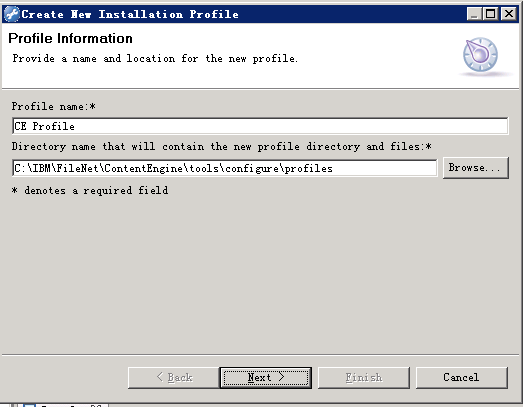 Create New Installation Profile
Profile Information
Provide a name and location for the new profile.
Profile name:*
CE Profile
Directory name that will contain the new profile directory and files:*
C:\IBM\FileNet\ContentEngine\tools\configure\profiles
Browse...
* denotes a required field
< Back
Next >
Finish
Cancel